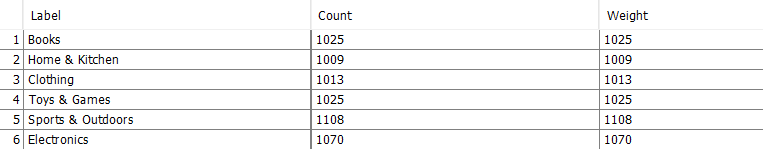 Label Count Weight
1 Books 1025 1025
2 Home & Kitchen 1009 1009
3 Clothing 1013 1013
4 Toys & Games 1025 1025
5 Sports & Outdoors 1108 1108
6 Electronics 1070 1070